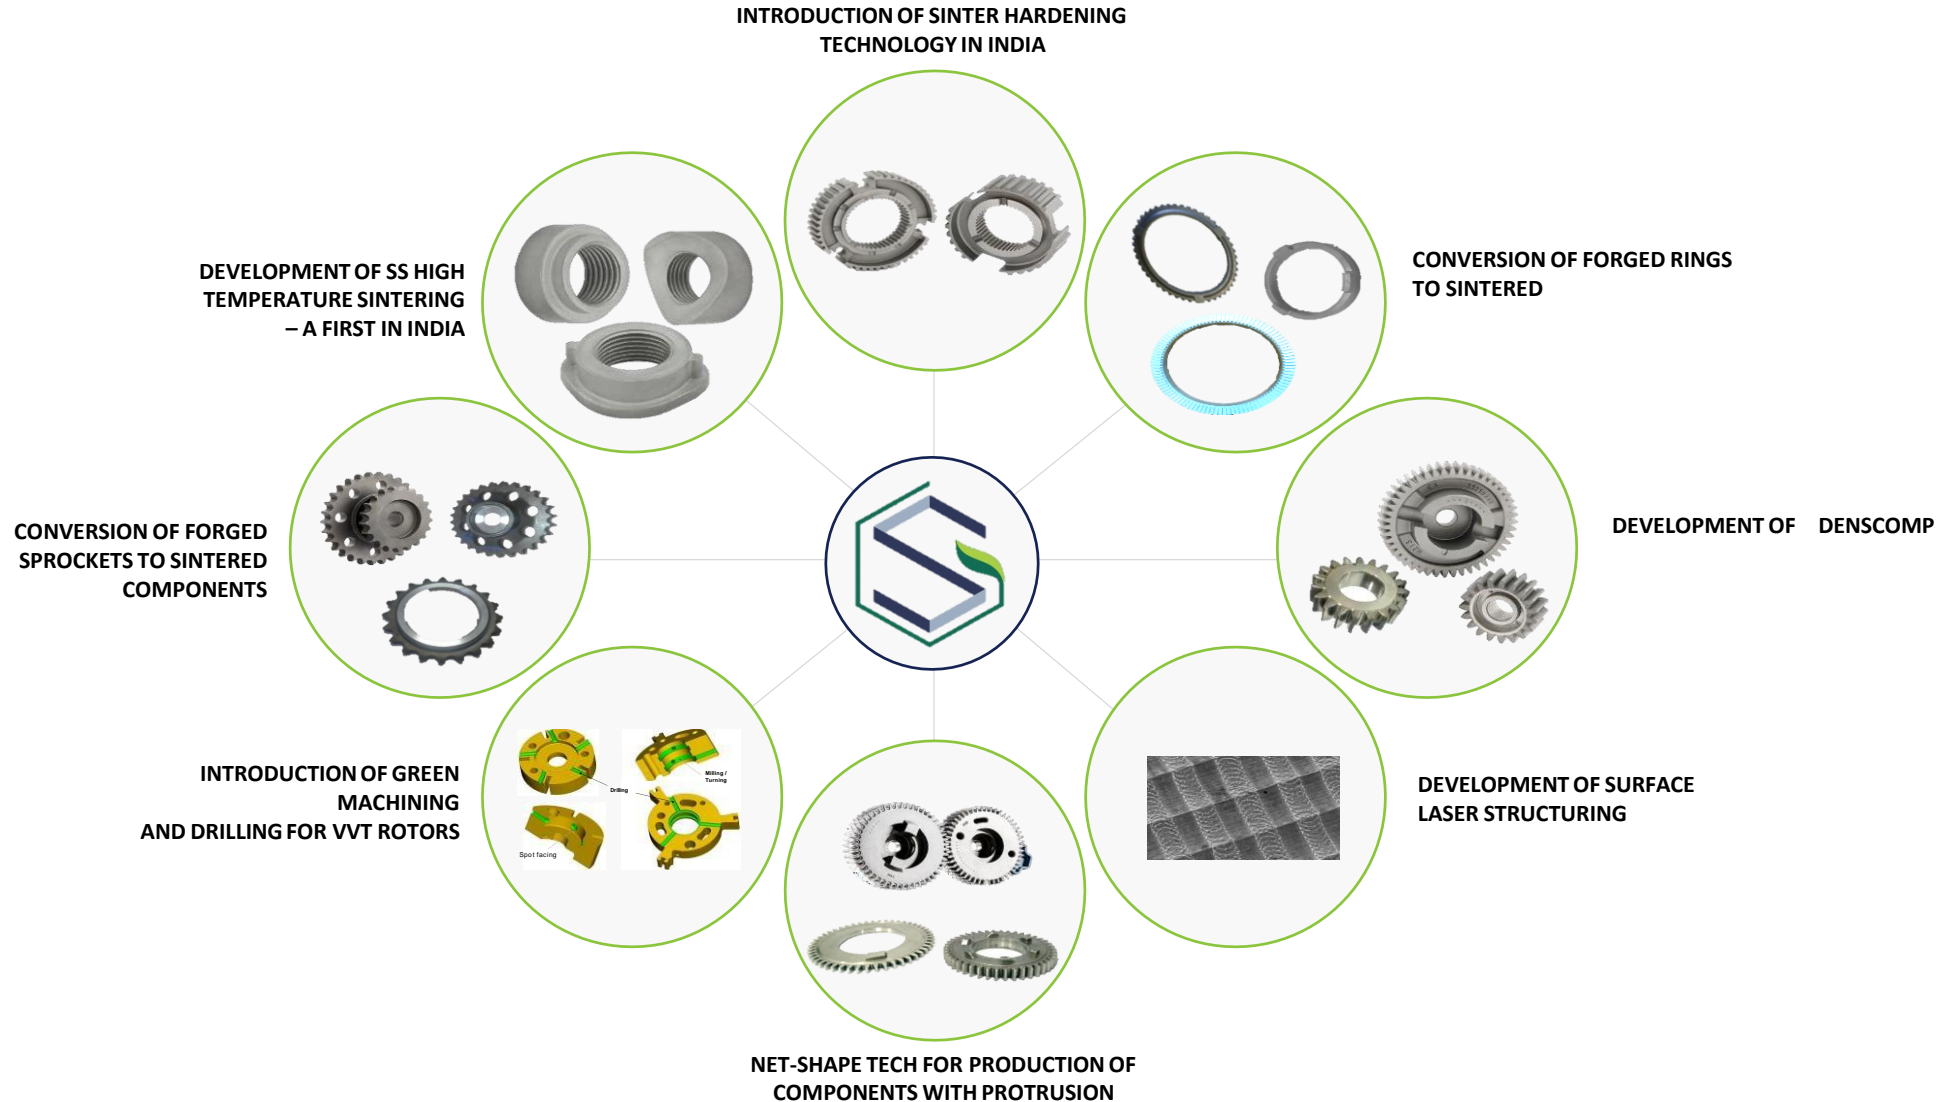 INTRODUCTION OF SINTER HARDENING
TECHNOLOGY IN INDIA
CONVERSION OF FORGED RINGS
TO SINTERED
DEVELOPMENT OF DENSCOMP
DEVELOPMENT OF SURFACE
LASER STRUCTURING
NET-SHAPE TECH FOR PRODUCTION OF
COMPONENTS WITH PROTRUSION
INTRODUCTION OF GREEN
MACHINING
AND DRILLING FOR VVT ROTORS
Milling /
Turning
Drilling
Spot facing
CONVERSION OF FORGED
SPROCKETS TO SINTERED
COMPONENTS
DEVELOPMENT OF SS HIGH
TEMPERATURE SINTERING
– A FIRST IN INDIA